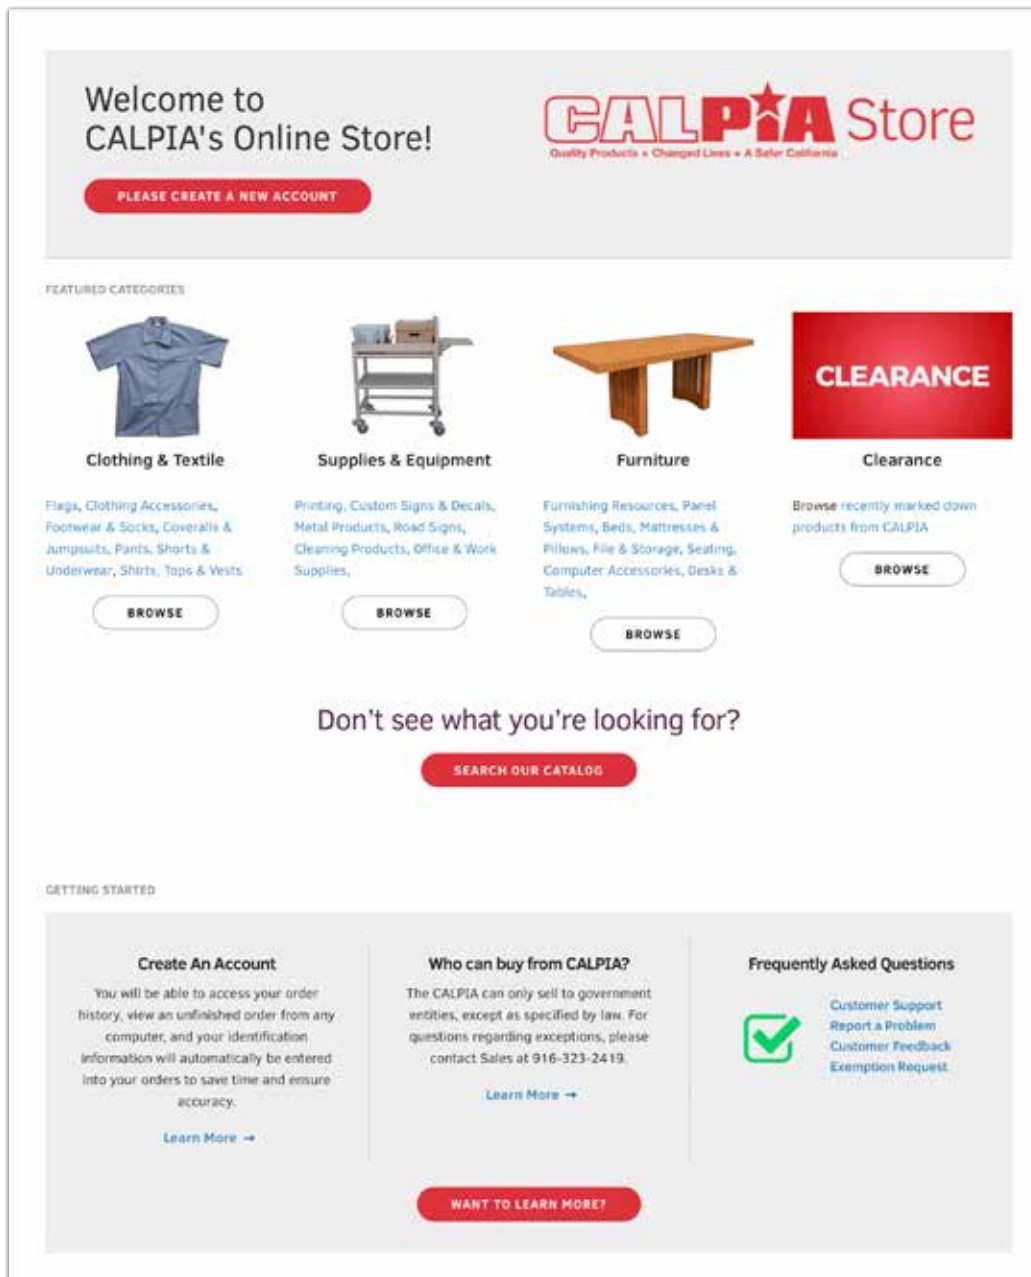 Welcome to
CALPIA's Online Store!
PLEASE CREATE A NEW ACCOUNT
CALPIA Store
Quality Products • Changed Lives • A Safer California
FEATURED CATEGORIES
CLEARANCE
Clothing & Textile
Flags, Clothing Accessories,
Footwear & Socks, Coveralls &
Jumpsuits, Pants, Shorts &
Underwear, Shirts, Tops & Vests
BROWSE
Supplies & Equipment
Printing, Custom Signs & Decals,
Metal Products, Road Signs,
Cleaning Products, Office & Work
Supplies,
BROWSE
Furniture
Furnishing Resources, Panel
Systems, Beds, Mattresses &
Pillows, File & Storage, Seating,
Computer Accessories, Desks &
Tables,
BROWSE
Clearance
Browse recently marked down
products from CALPIA
BROWSE
Don't see what you're looking for?
SEARCH OUR CATALOG
GETTING STARTED
Create An Account
You will be able to access your order
history, view an unfinished order from any
computer, and your identification
information will automatically be entered
into your orders to save time and ensure
accuracy.
Learn More →
Who can buy from CALPIA?
The CALPIA can only sell to government
entities, except as specified by law. For
questions regarding exceptions, please
contact Sales at 916-323-2419.
Learn More →
Frequently Asked Questions
Customer Support
Report a Problem
Customer Feedback
Exemption Request
WANT TO LEARN MORE?